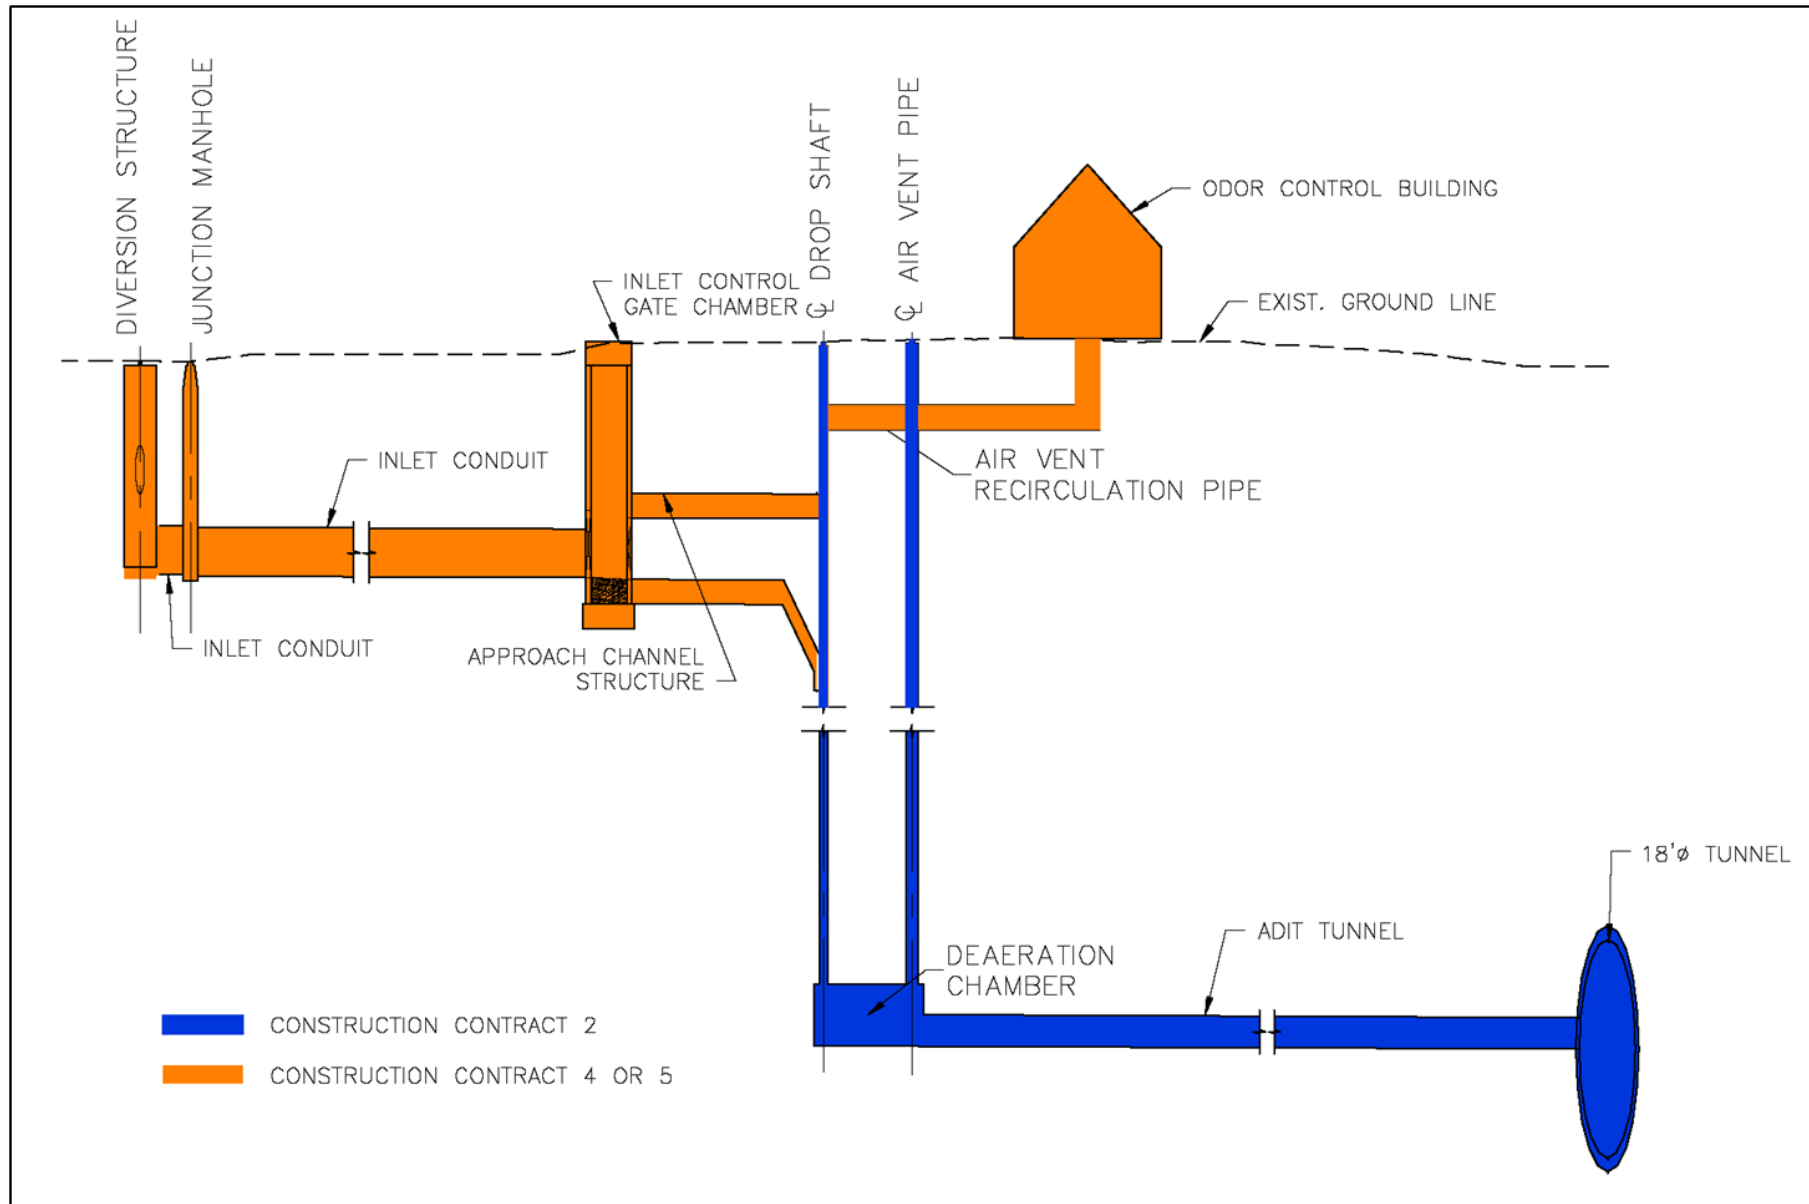 DIVERSION STRUCTURE
JUNCTION MANHOLE
℄ DROP SHAFT
℄ AIR VENT PIPE
ODOR CONTROL BUILDING
INLET CONTROL
GATE CHAMBER
EXIST. GROUND LINE
INLET CONDUIT
AIR VENT
RECIRCULATION PIPE
INLET CONDUIT
APPROACH CHANNEL
STRUCTURE
18'ø TUNNEL
ADIT TUNNEL
DEAERATION
CHAMBER
CONSTRUCTION CONTRACT 2
CONSTRUCTION CONTRACT 4 OR 5